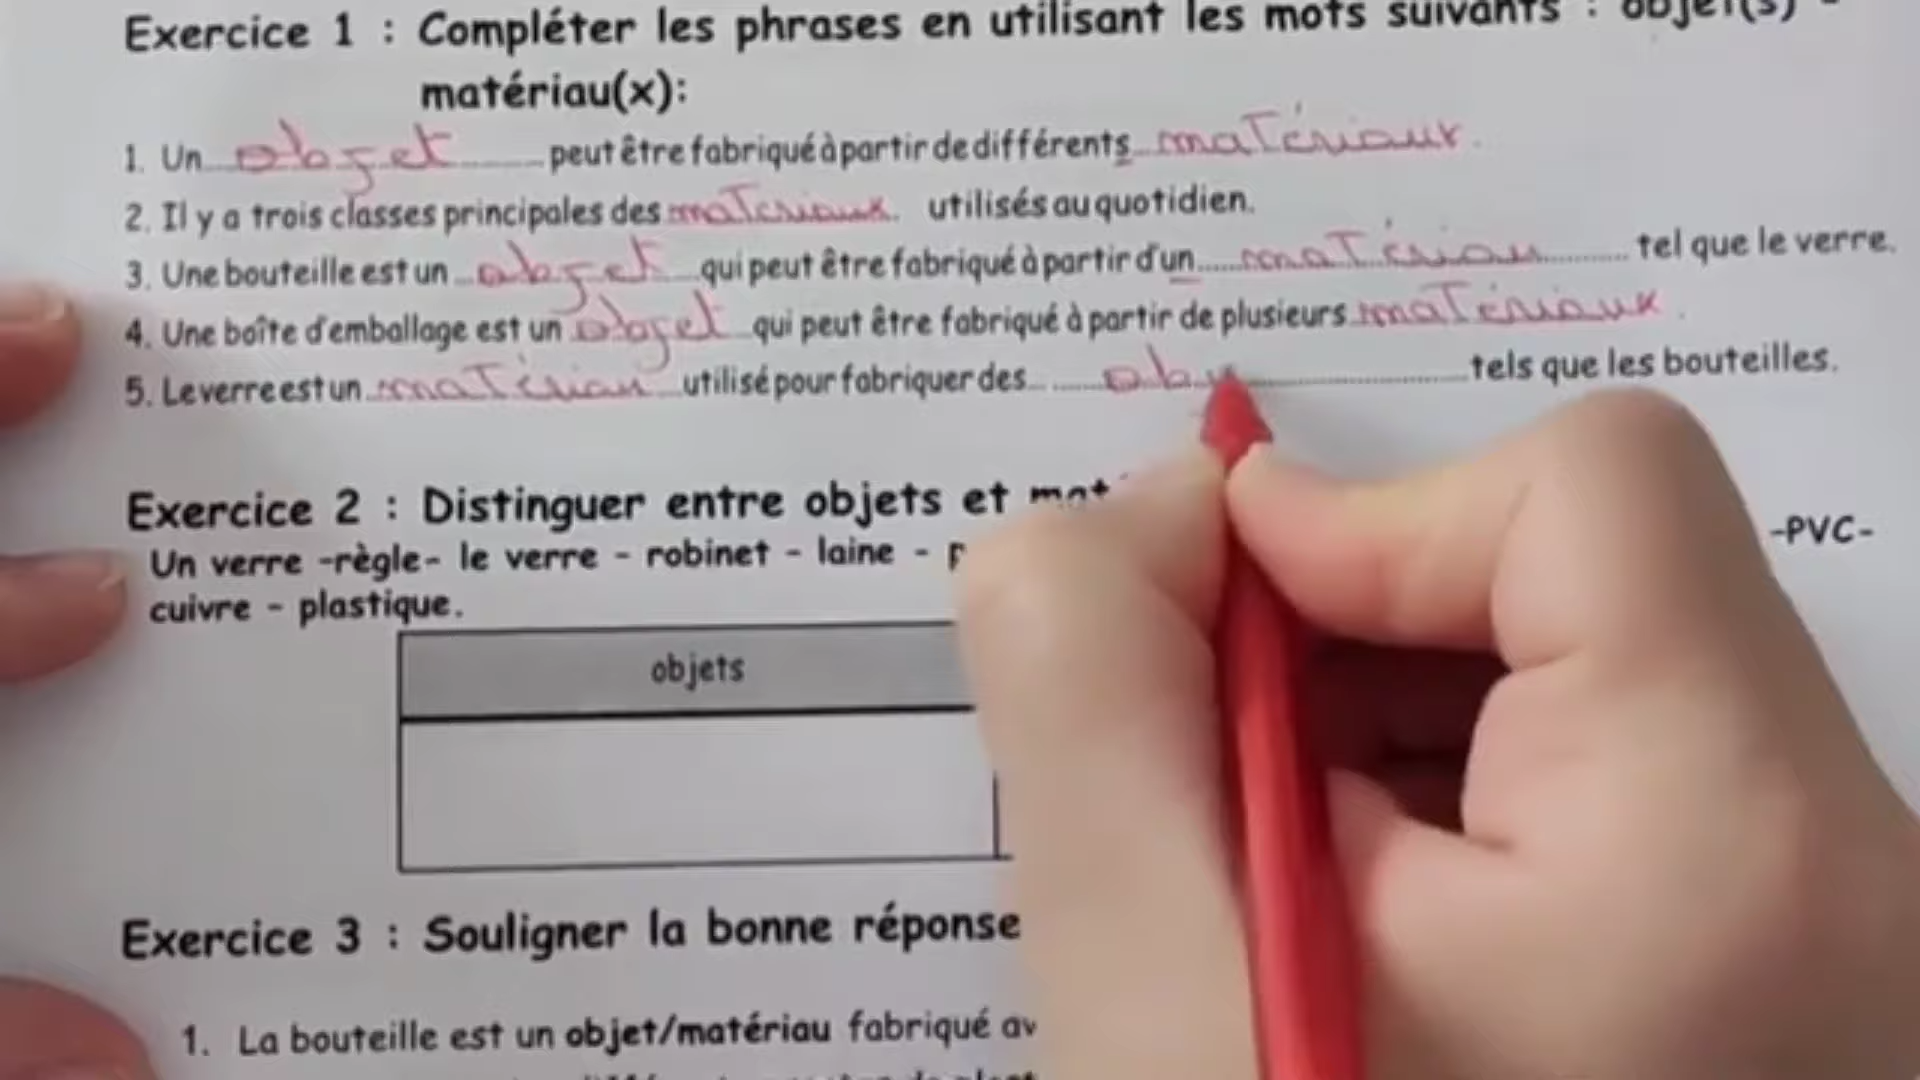 Exercice 1 : Compléter les phrases en utilisant les mots suivants : objet(s) -
matériau(x):
1. Un objet peut être fabriqué à partir de différents matériaux.
2. Il y a trois classes principales des matériaux utilisés au quotidien.
3. Une bouteille est un objet qui peut être fabriqué à partir d'un matériau tel que le verre.
4. Une boîte d'emballage est un objet qui peut être fabriqué à partir de plusieurs matériaux.
5. Le verre est un matériau utilisé pour fabriquer des ob tels que les bouteilles.
Exercice 2 : Distinguer entre objets et
Un verre -règle- le verre - robinet - laine - -PVC-
cuivre - plastique.
objets
Exercice 3 : Souligner la bonne réponse
1. La bouteille est un objet/matériau fabriqué